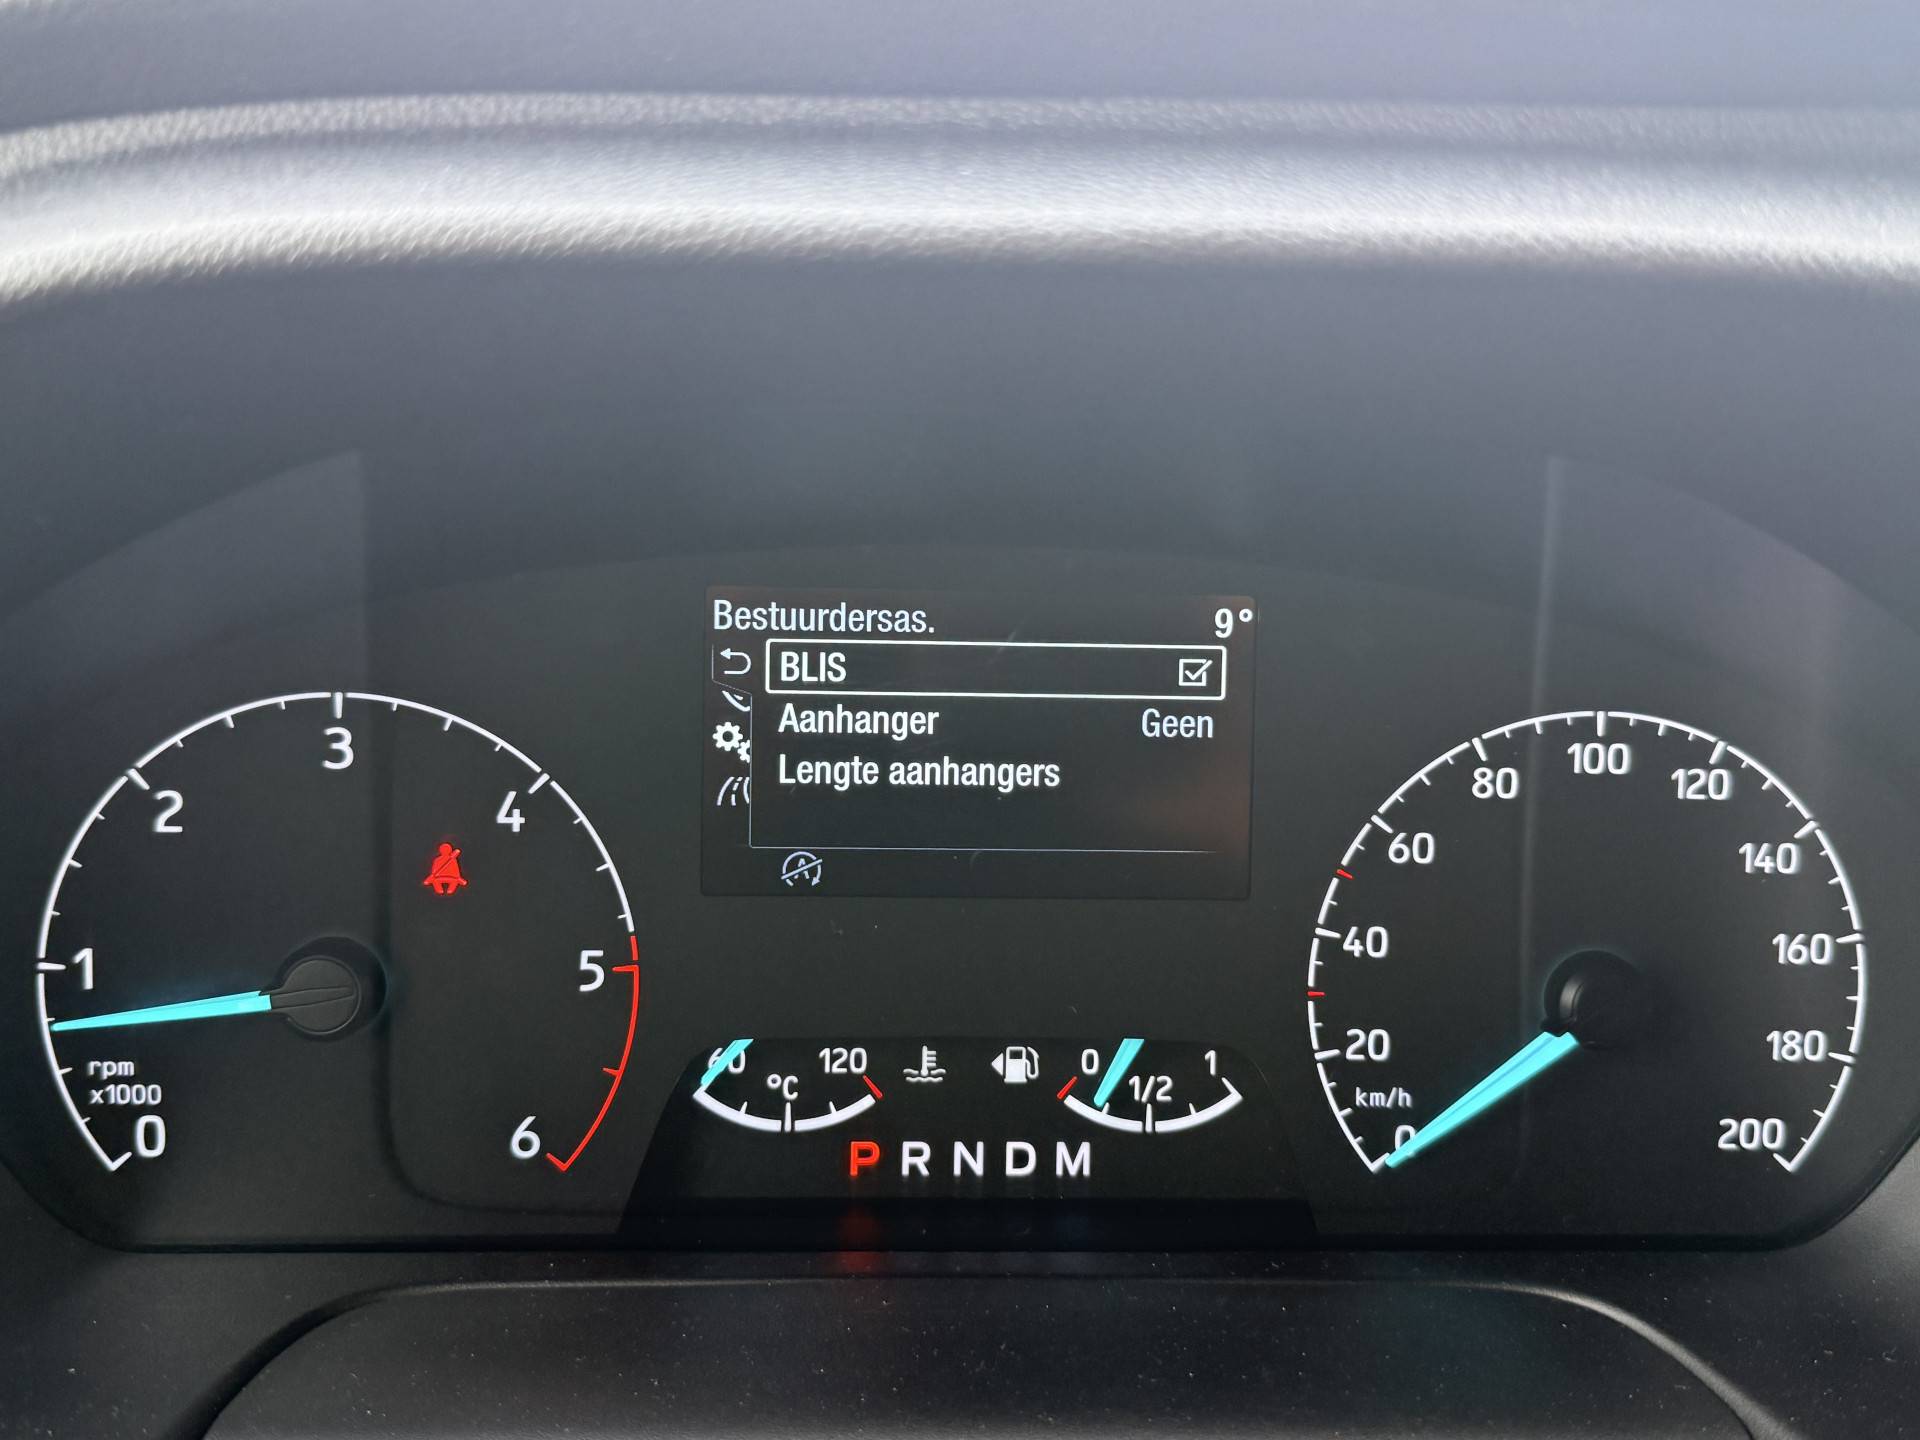 Bestuurdersas. 9°
BLIS
Aanhanger Geen
Lengte aanhangers
0
1
2
3
4
5
6
rpm
x1000
60 °C 120
0 1/2 1
P R N D M
0
20
40
60
80
100
120
140
160
180
200
km/h